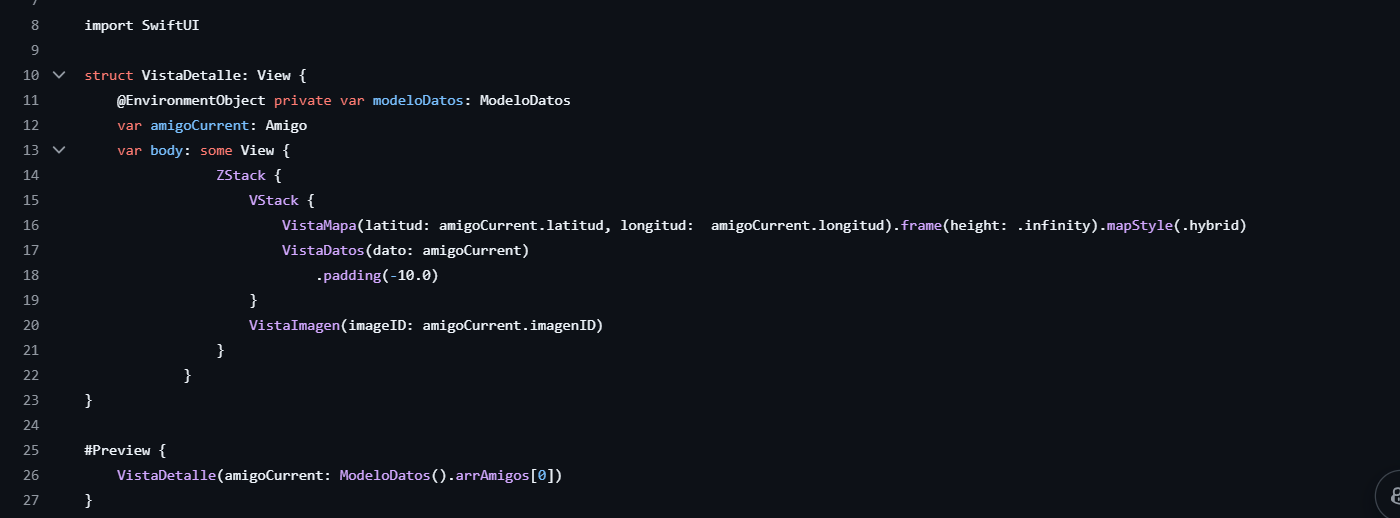 7
8 import SwiftUI
9
10 struct VistaDetalle: View {
11 @EnvironmentObject private var modeloDatos: ModeloDatos
12 var amigoCurrent: Amigo
13 var body: some View {
14 ZStack {
15 VStack {
16 VistaMapa(latitud: amigoCurrent.latitud, longitud:  amigoCurrent.longitud).frame(height: .infinity).mapStyle(.hybrid)
17 VistaDatos(dato: amigoCurrent)
18 .padding(-10.0)
19 }
20 VistaImagen(imageID: amigoCurrent.imagenID)
21 }
22 }
23 }
24
25 #Preview {
26 VistaDetalle(amigoCurrent: ModeloDatos().arrAmigos[0])
27 }